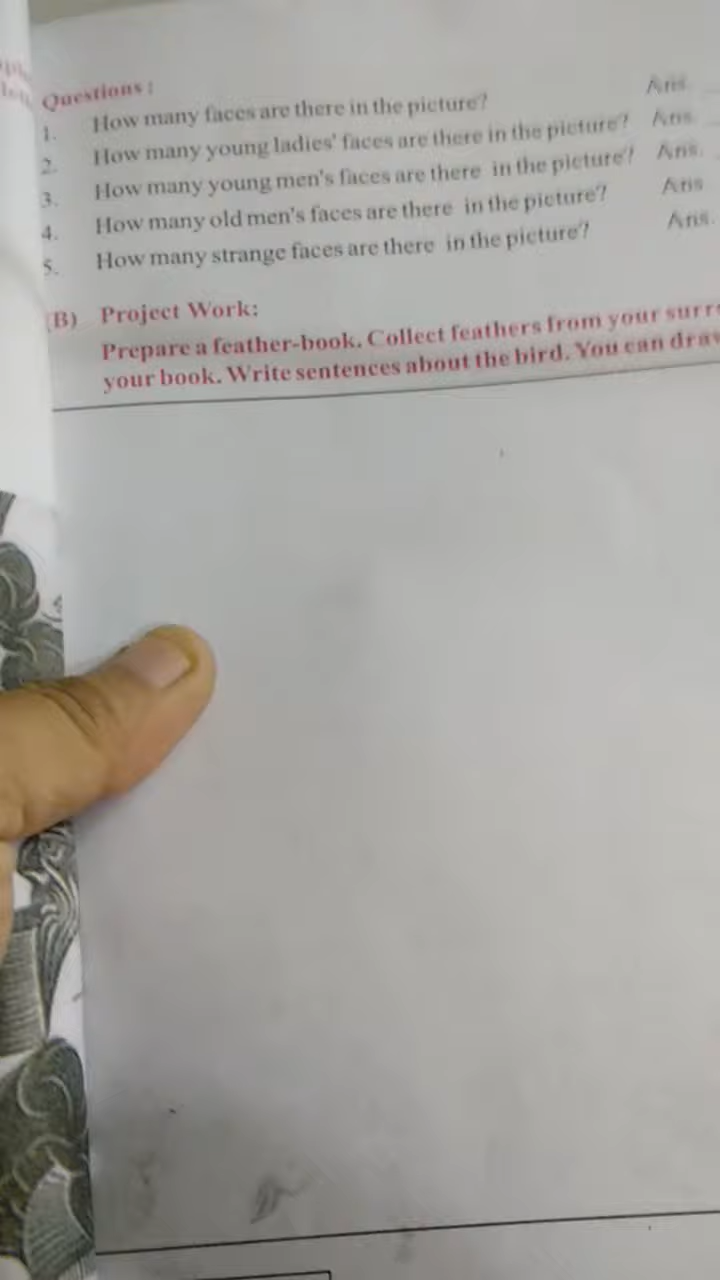 Questions :
1. How many faces are there in the picture? Ans.
2. How many young ladies' faces are there in the picture? Ans.
3. How many young men's faces are there in the picture? Ans.
4. How many old men's faces are there in the picture? Ans
5. How many strange faces are there in the picture? Ans.
(B) Project Work:
Prepare a feather-book. Collect feathers from your
your book. Write sentences about the bird. You can